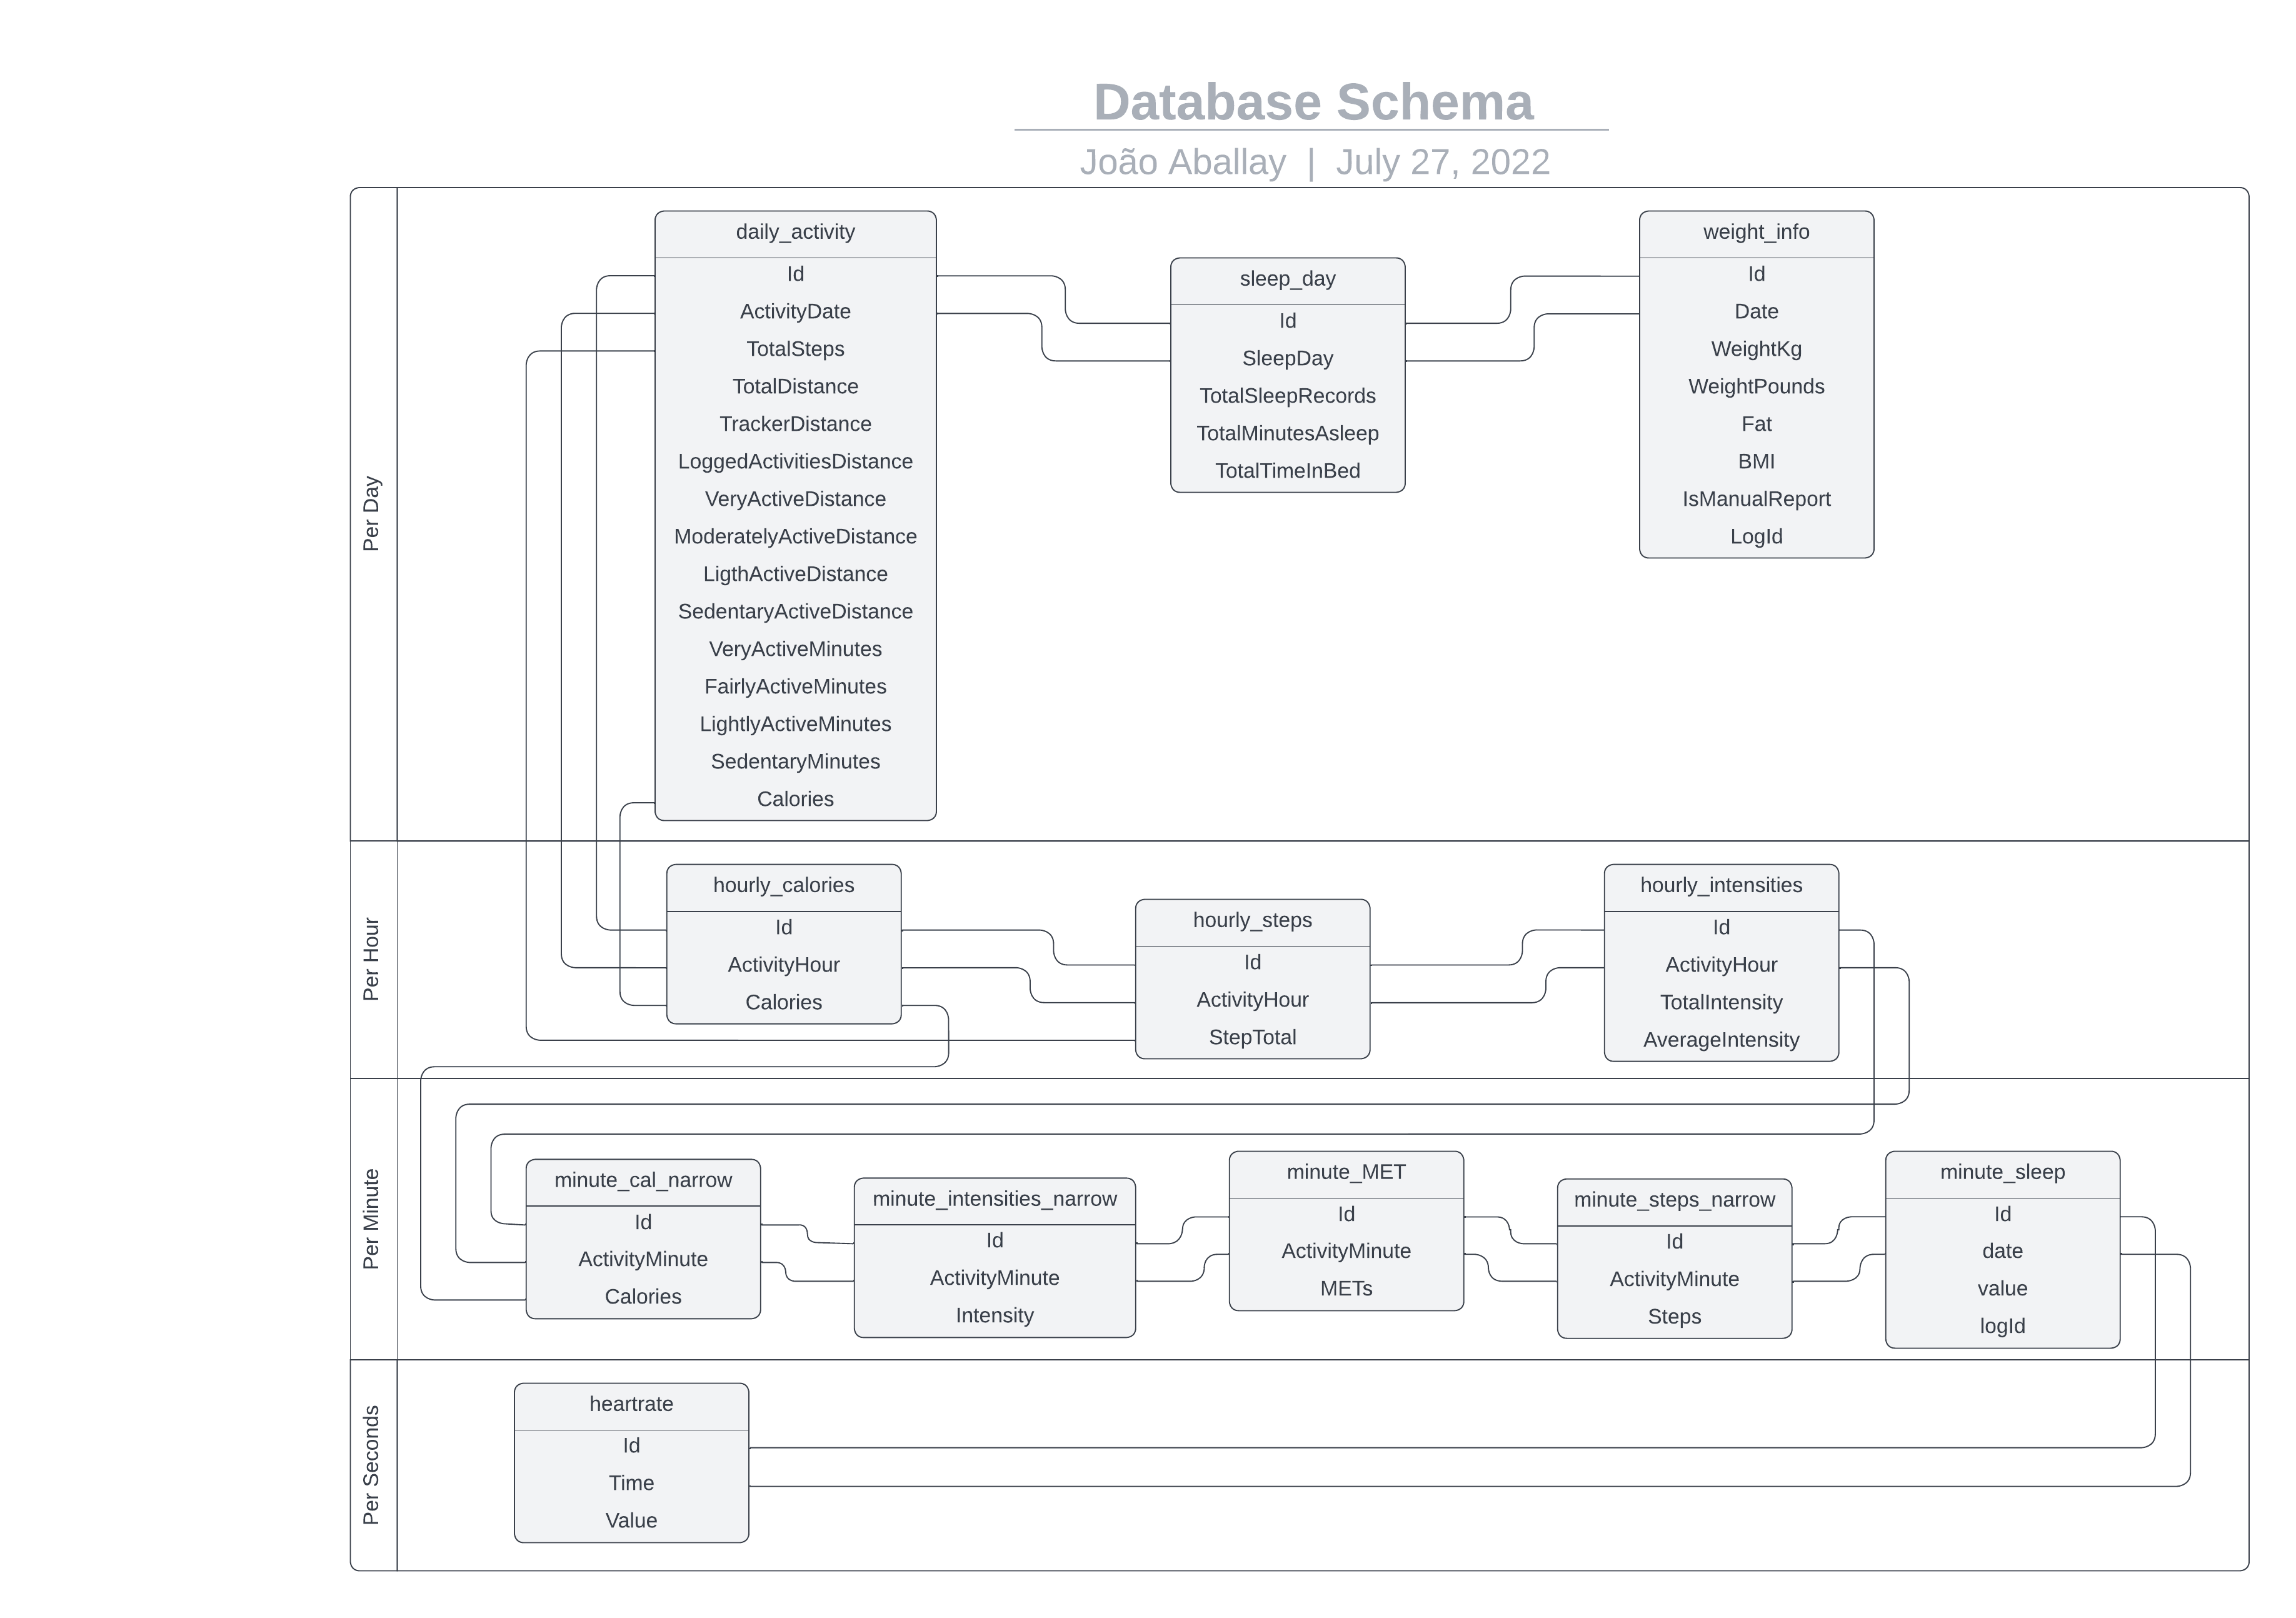 Database Schema
João Aballay | July 27, 2022
Per Day
daily_activity
Id
ActivityDate
TotalSteps
TotalDistance
TrackerDistance
LoggedActivitiesDistance
VeryActiveDistance
ModeratelyActiveDistance
LigthActiveDistance
SedentaryActiveDistance
VeryActiveMinutes
FairlyActiveMinutes
LightlyActiveMinutes
SedentaryMinutes
Calories
sleep_day
Id
SleepDay
TotalSleepRecords
TotalMinutesAsleep
TotalTimeInBed
weight_info
Id
Date
WeightKg
WeightPounds
Fat
BMI
IsManualReport
LogId
Per Hour
hourly_calories
Id
ActivityHour
Calories
hourly_steps
Id
ActivityHour
StepTotal
hourly_intensities
Id
ActivityHour
TotalIntensity
AverageIntensity
Per Minute
minute_cal_narrow
Id
ActivityMinute
Calories
minute_intensities_narrow
Id
ActivityMinute
Intensity
minute_MET
Id
ActivityMinute
METs
minute_steps_narrow
Id
ActivityMinute
Steps
minute_sleep
Id
date
value
logId
Per Seconds
heartrate
Id
Time
Value